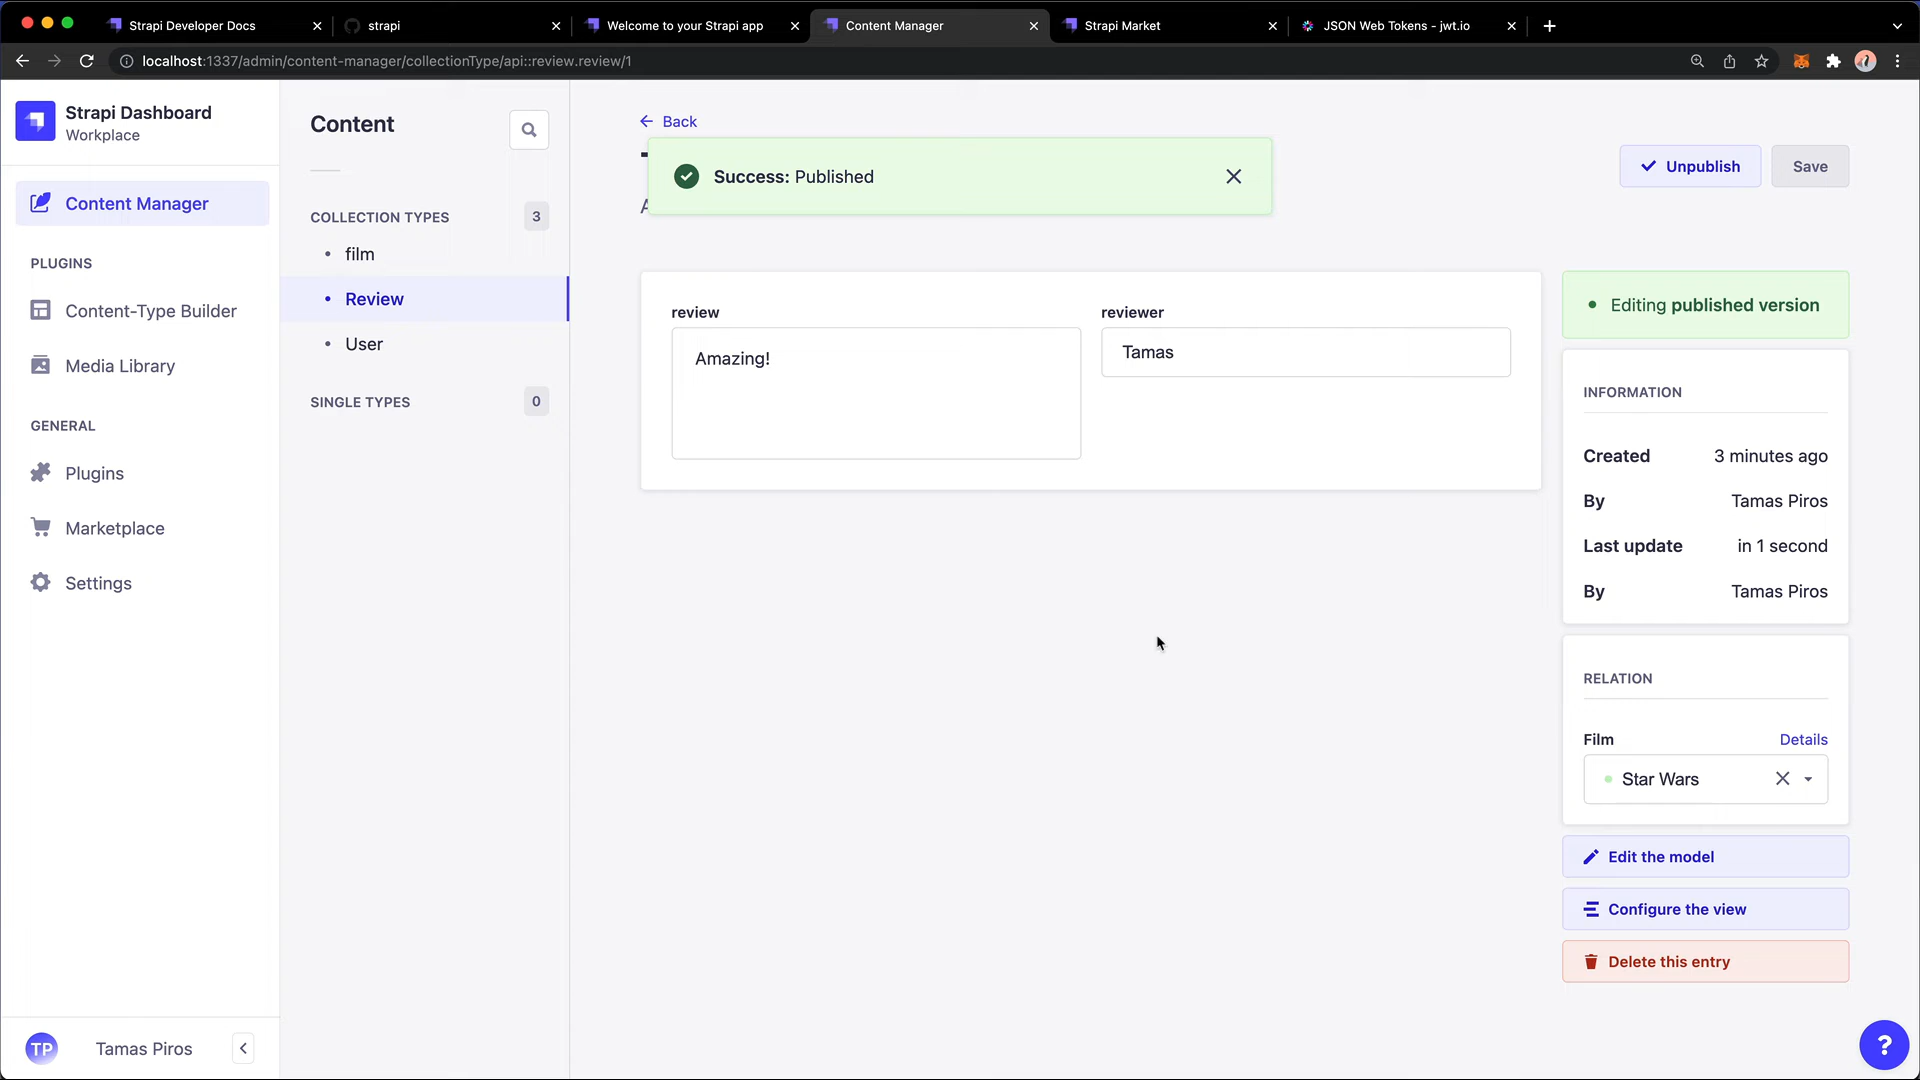 Strapi Developer Docs
strapi
Welcome to your Strapi app
Content Manager
Strapi Market
JSON Web Tokens - jwt.io
localhost:1337/admin/content-manager/collectionType/api::review.review/1
Strapi Dashboard
Workplace
Content Manager
PLUGINS
Content-Type Builder
Media Library
GENERAL
Plugins
Marketplace
Settings
TP
Tamas Piros
Content
COLLECTION TYPES
3
film
Review
User
SINGLE TYPES
0
Back
Success: Published
Unpublish
Save
review
Amazing!
reviewer
Tamas
Editing published version
INFORMATION
Created 3 minutes ago
By Tamas Piros
Last update in 1 second
By Tamas Piros
RELATION
Film Details
Star Wars
Edit the model
Configure the view
Delete this entry
?